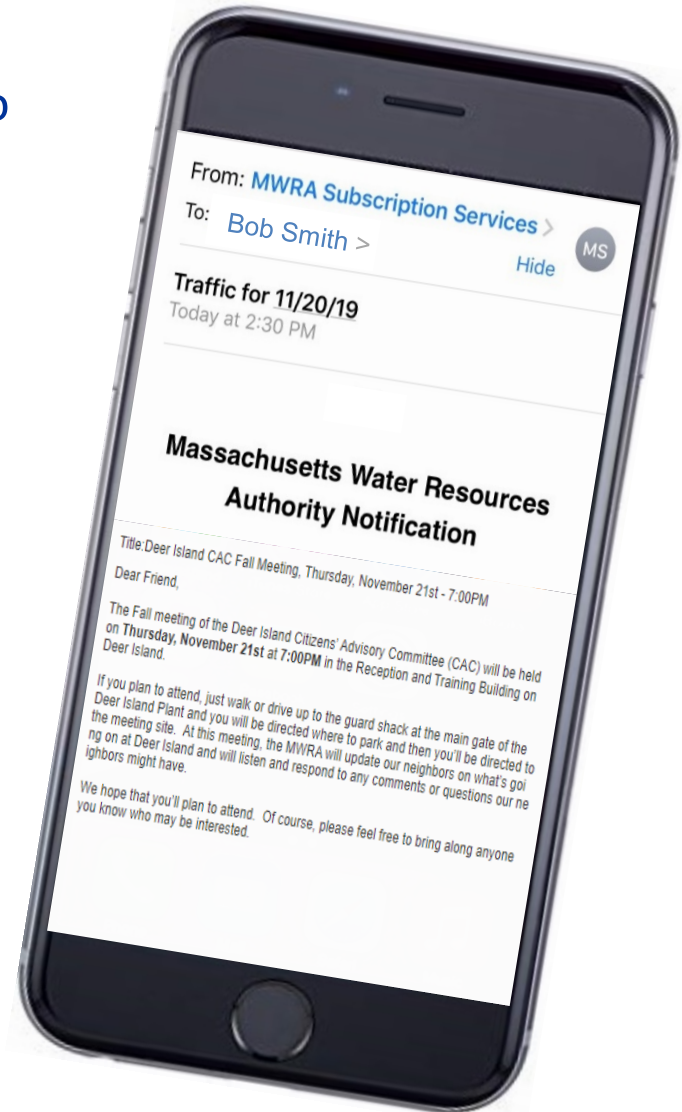 From: MWRA Subscription Services >
MS
To: Bob Smith >
Hide
Traffic for 11/20/19
Today at 2:30 PM
Massachusetts Water Resources
Authority Notification
Title:Deer Island CAC Fall Meeting, Thursday, November 21st - 7:00PM
Dear Friend,
The Fall meeting of the Deer Island Citizens' Advisory Committee (CAC) will be held
on Thursday, November 21st at 7:00PM in the Reception and Training Building on
Deer Island.
If you plan to attend, just walk or drive up to the guard shack at the main gate of the
Deer Island Plant and you will be directed where to park and then you'll be directed to
the meeting site. At this meeting, the MWRA will update our neighbors on what's goi
ng on at Deer Island and will listen and respond to any comments or questions our ne
ighbors might have.
We hope that you'll plan to attend. Of course, please feel free to bring along anyone
you know who may be interested.